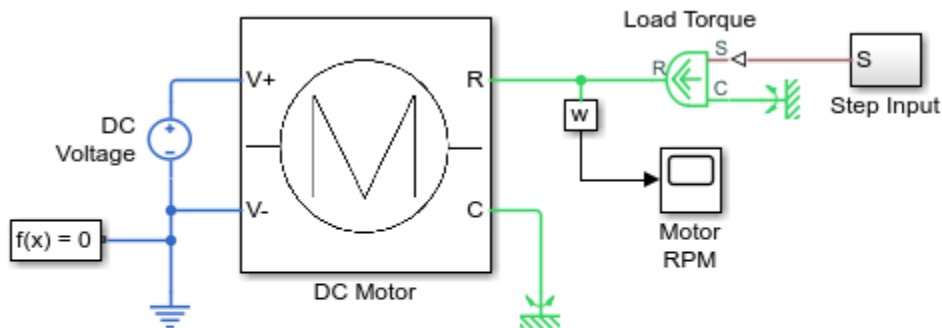 Load Torque
V+
R
R
S
C
S
Step Input
DC
Voltage
w
V-
C
f(x) = 0
Motor
RPM
DC Motor